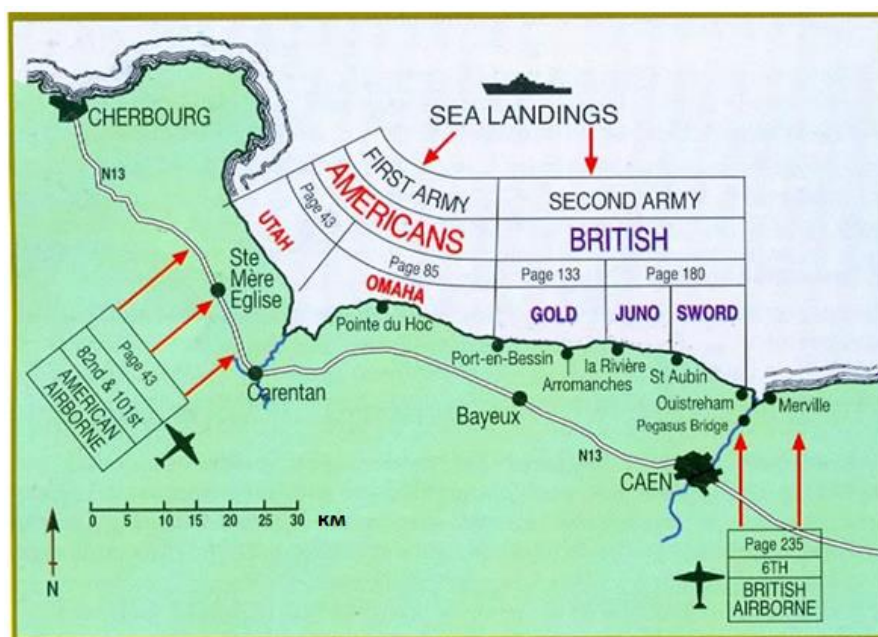 CHERBOURG
SEA LANDINGS
N13
FIRST ARMY
AMERICANS
Page 43
UTAH
Page 85
OMAHA
SECOND ARMY
BRITISH
Page 133
Page 180
GOLD
JUNO
SWORD
Ste
Mère
Eglise
Pointe du Hoc
Port-en-Bessin
Arromanches
la Rivière
St Aubin
Ouistreham
Merville
Pegasus Bridge
Carentan
Bayeux
N13
CAEN
Page 43
82nd & 101st
AMERICAN
AIRBORNE
0 5 10 15 20 25 30 KM
N
Page 235
6TH
BRITISH
AIRBORNE